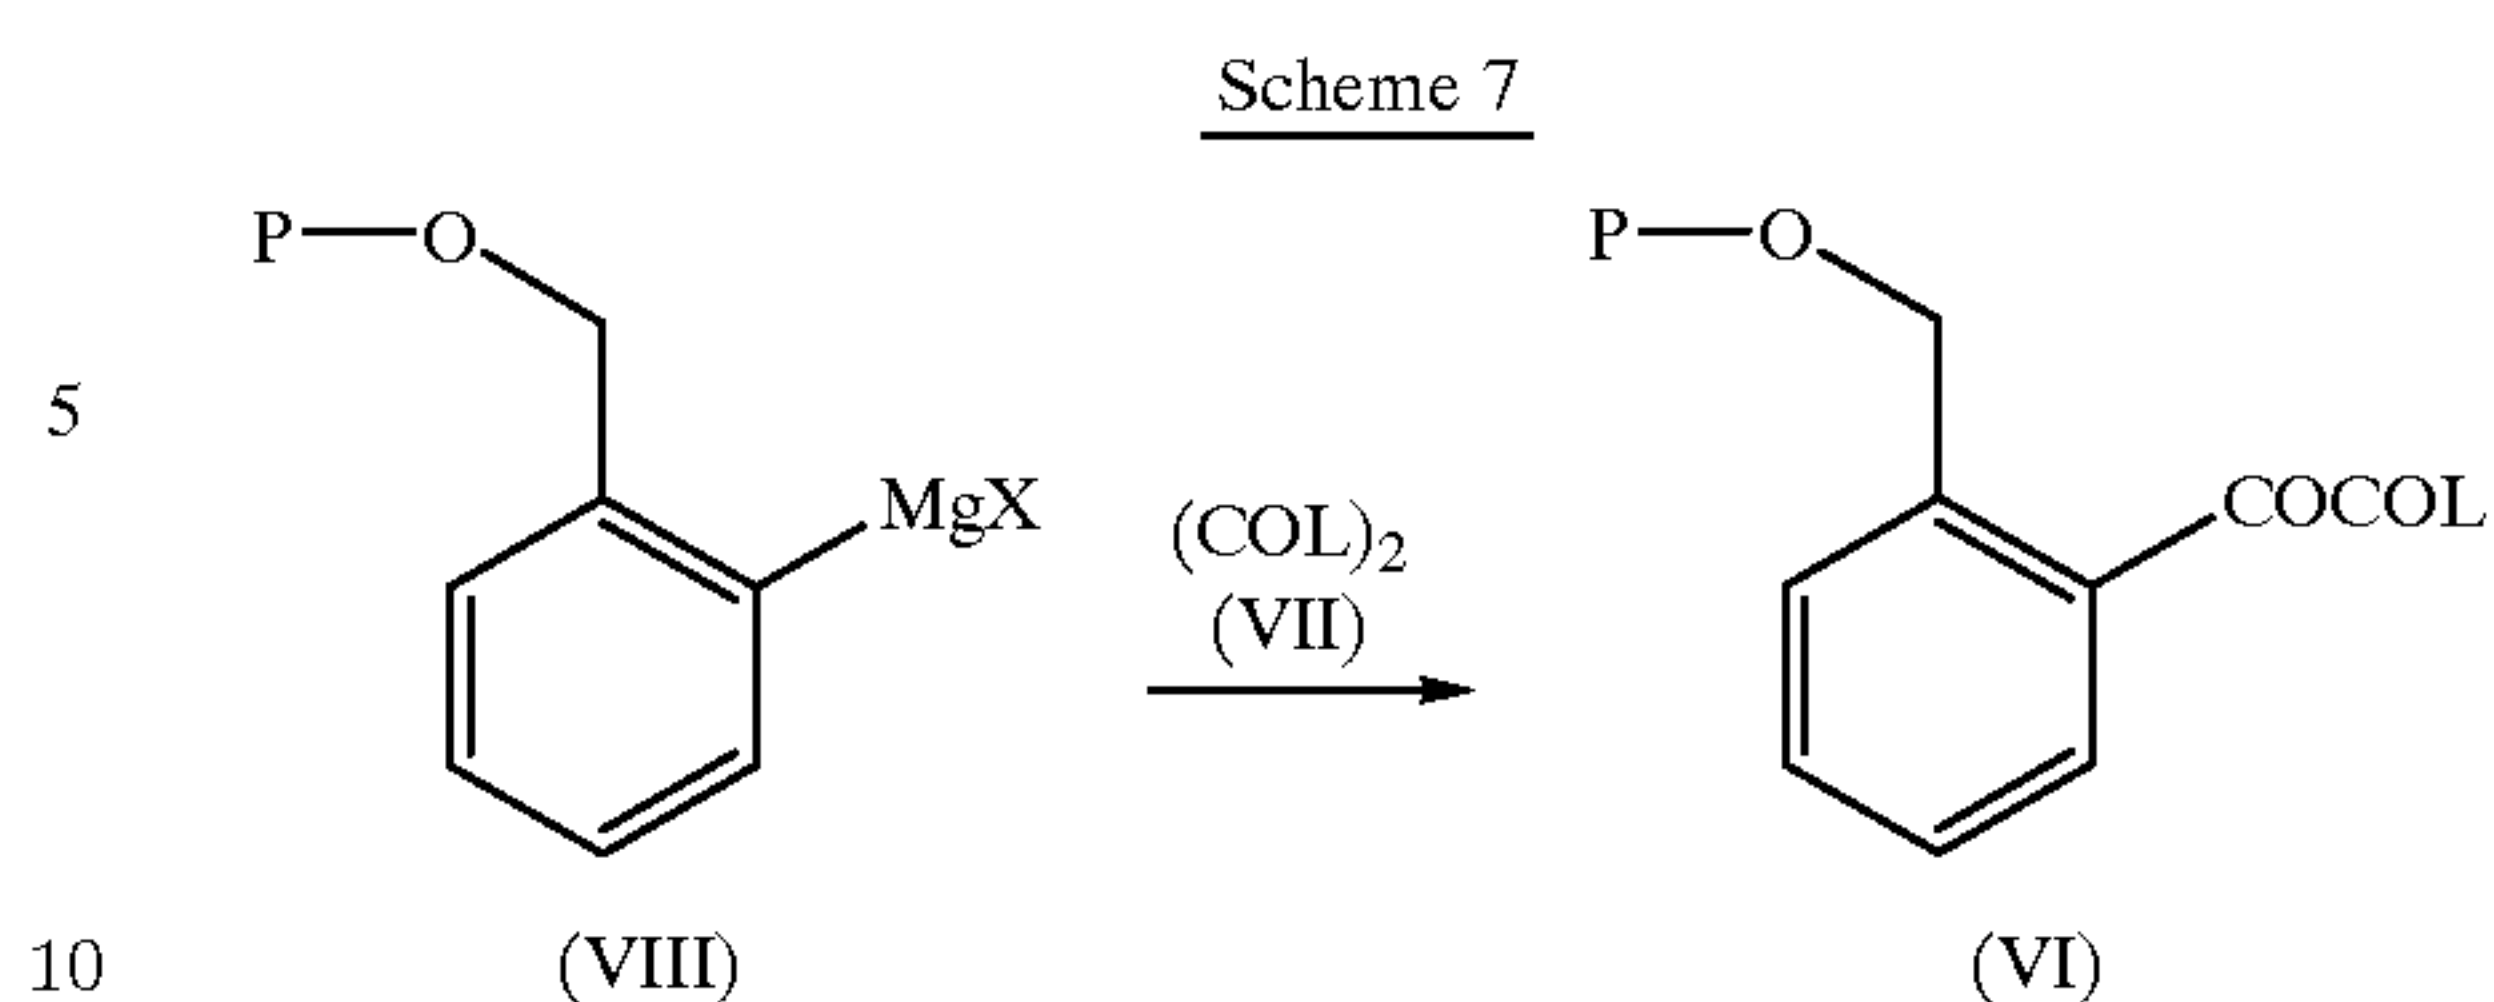 Scheme 7
P—O P—O
5
MgX COCOL
(COL)₂
(VII)
10 (VIII) (VI)